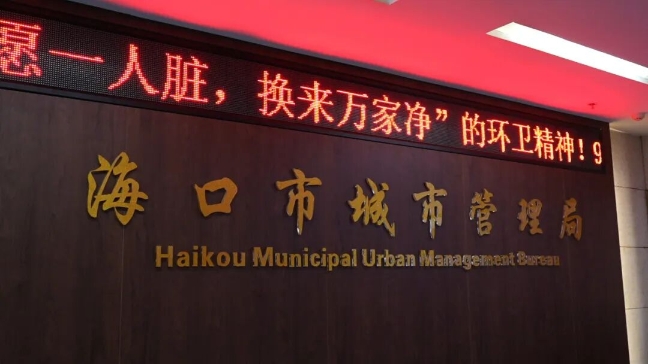 愿一人脏，换来万家净”的环卫精神！9
海口市城市管理局
Haikou Municipal Urban Management Bureau